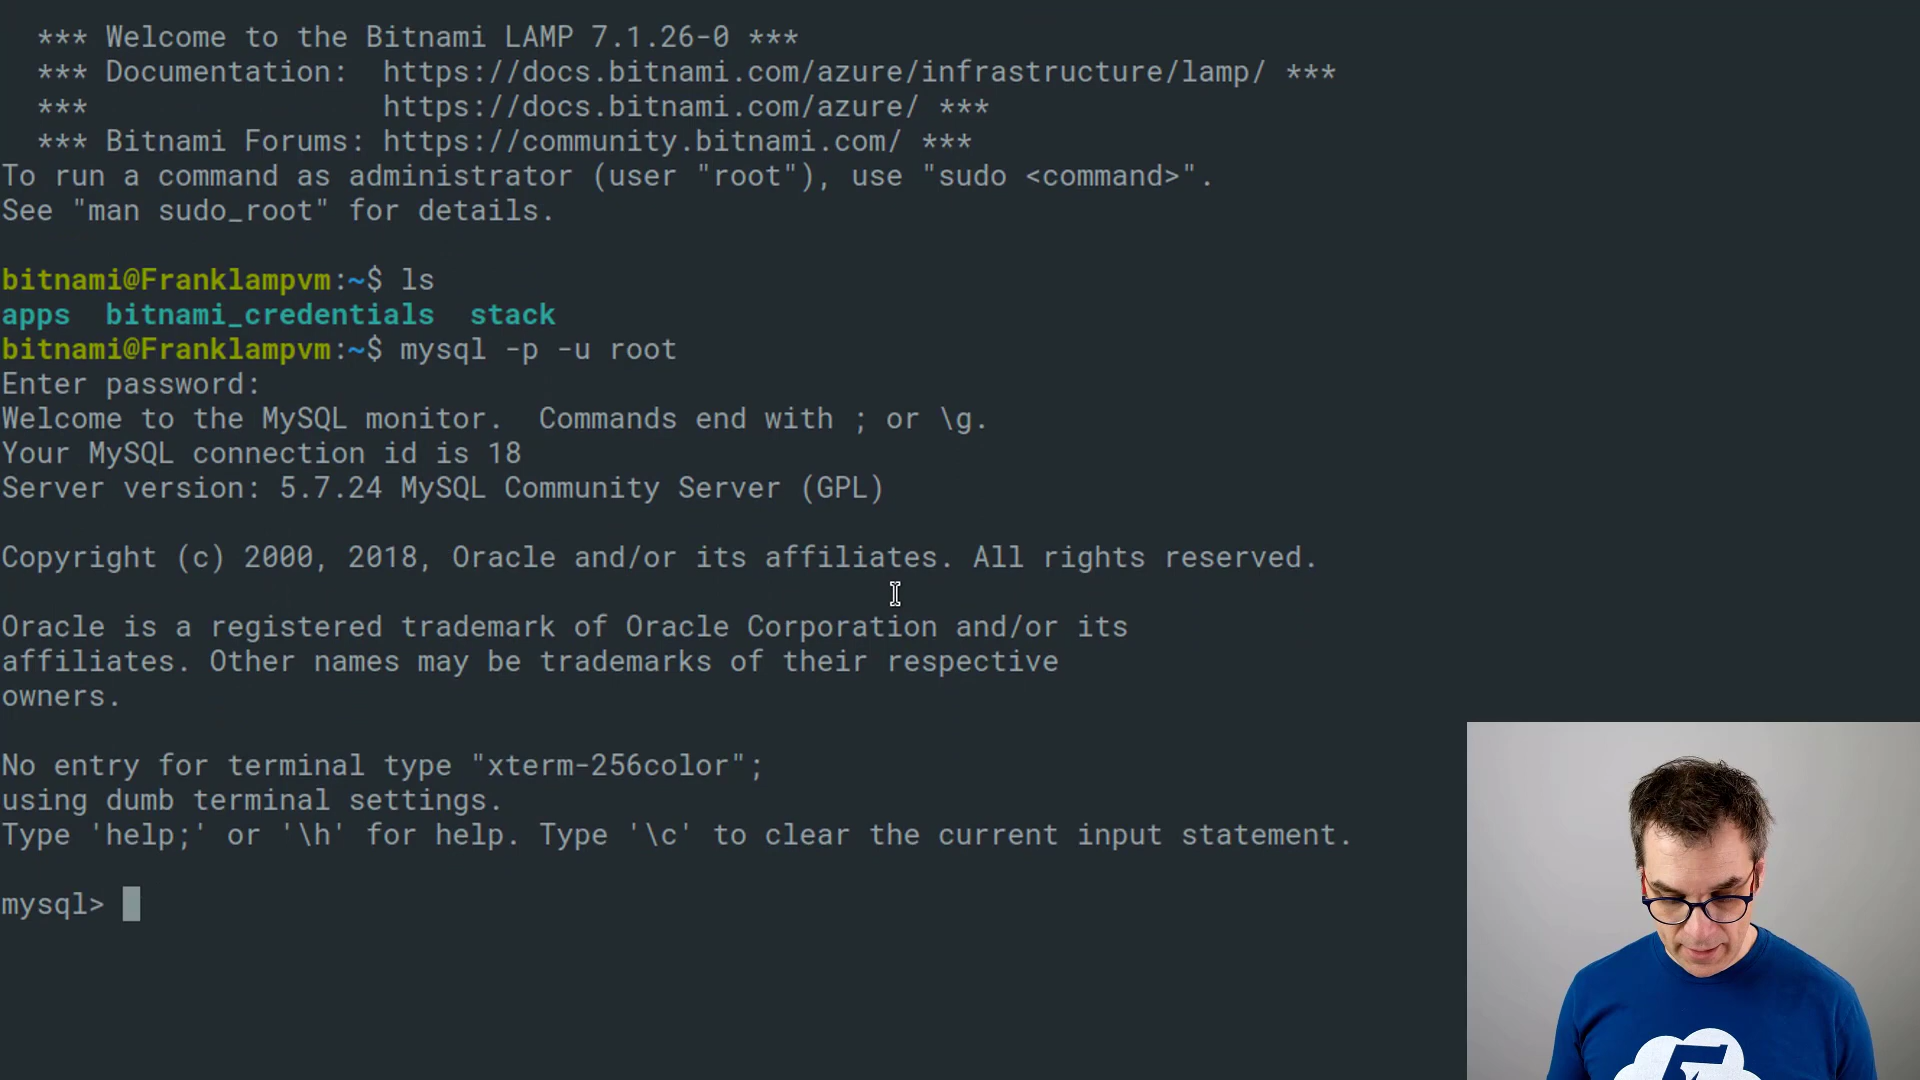 *** Welcome to the Bitnami LAMP 7.1.26-0 ***
*** Documentation:  https://docs.bitnami.com/azure/infrastructure/lamp/ ***
***                 https://docs.bitnami.com/azure/ ***
*** Bitnami Forums: https://community.bitnami.com/ ***
To run a command as administrator (user "root"), use "sudo <command>".
See "man sudo_root" for details.
bitnami@Franklampvm:~$ ls
apps  bitnami_credentials  stack
bitnami@Franklampvm:~$ mysql -p -u root
Enter password:
Welcome to the MySQL monitor.  Commands end with ; or \g.
Your MySQL connection id is 18
Server version: 5.7.24 MySQL Community Server (GPL)
Copyright (c) 2000, 2018, Oracle and/or its affiliates. All rights reserved.
Oracle is a registered trademark of Oracle Corporation and/or its
affiliates. Other names may be trademarks of their respective
owners.
No entry for terminal type "xterm-256color";
using dumb terminal settings.
Type 'help;' or '\h' for help. Type '\c' to clear the current input statement.
mysql>